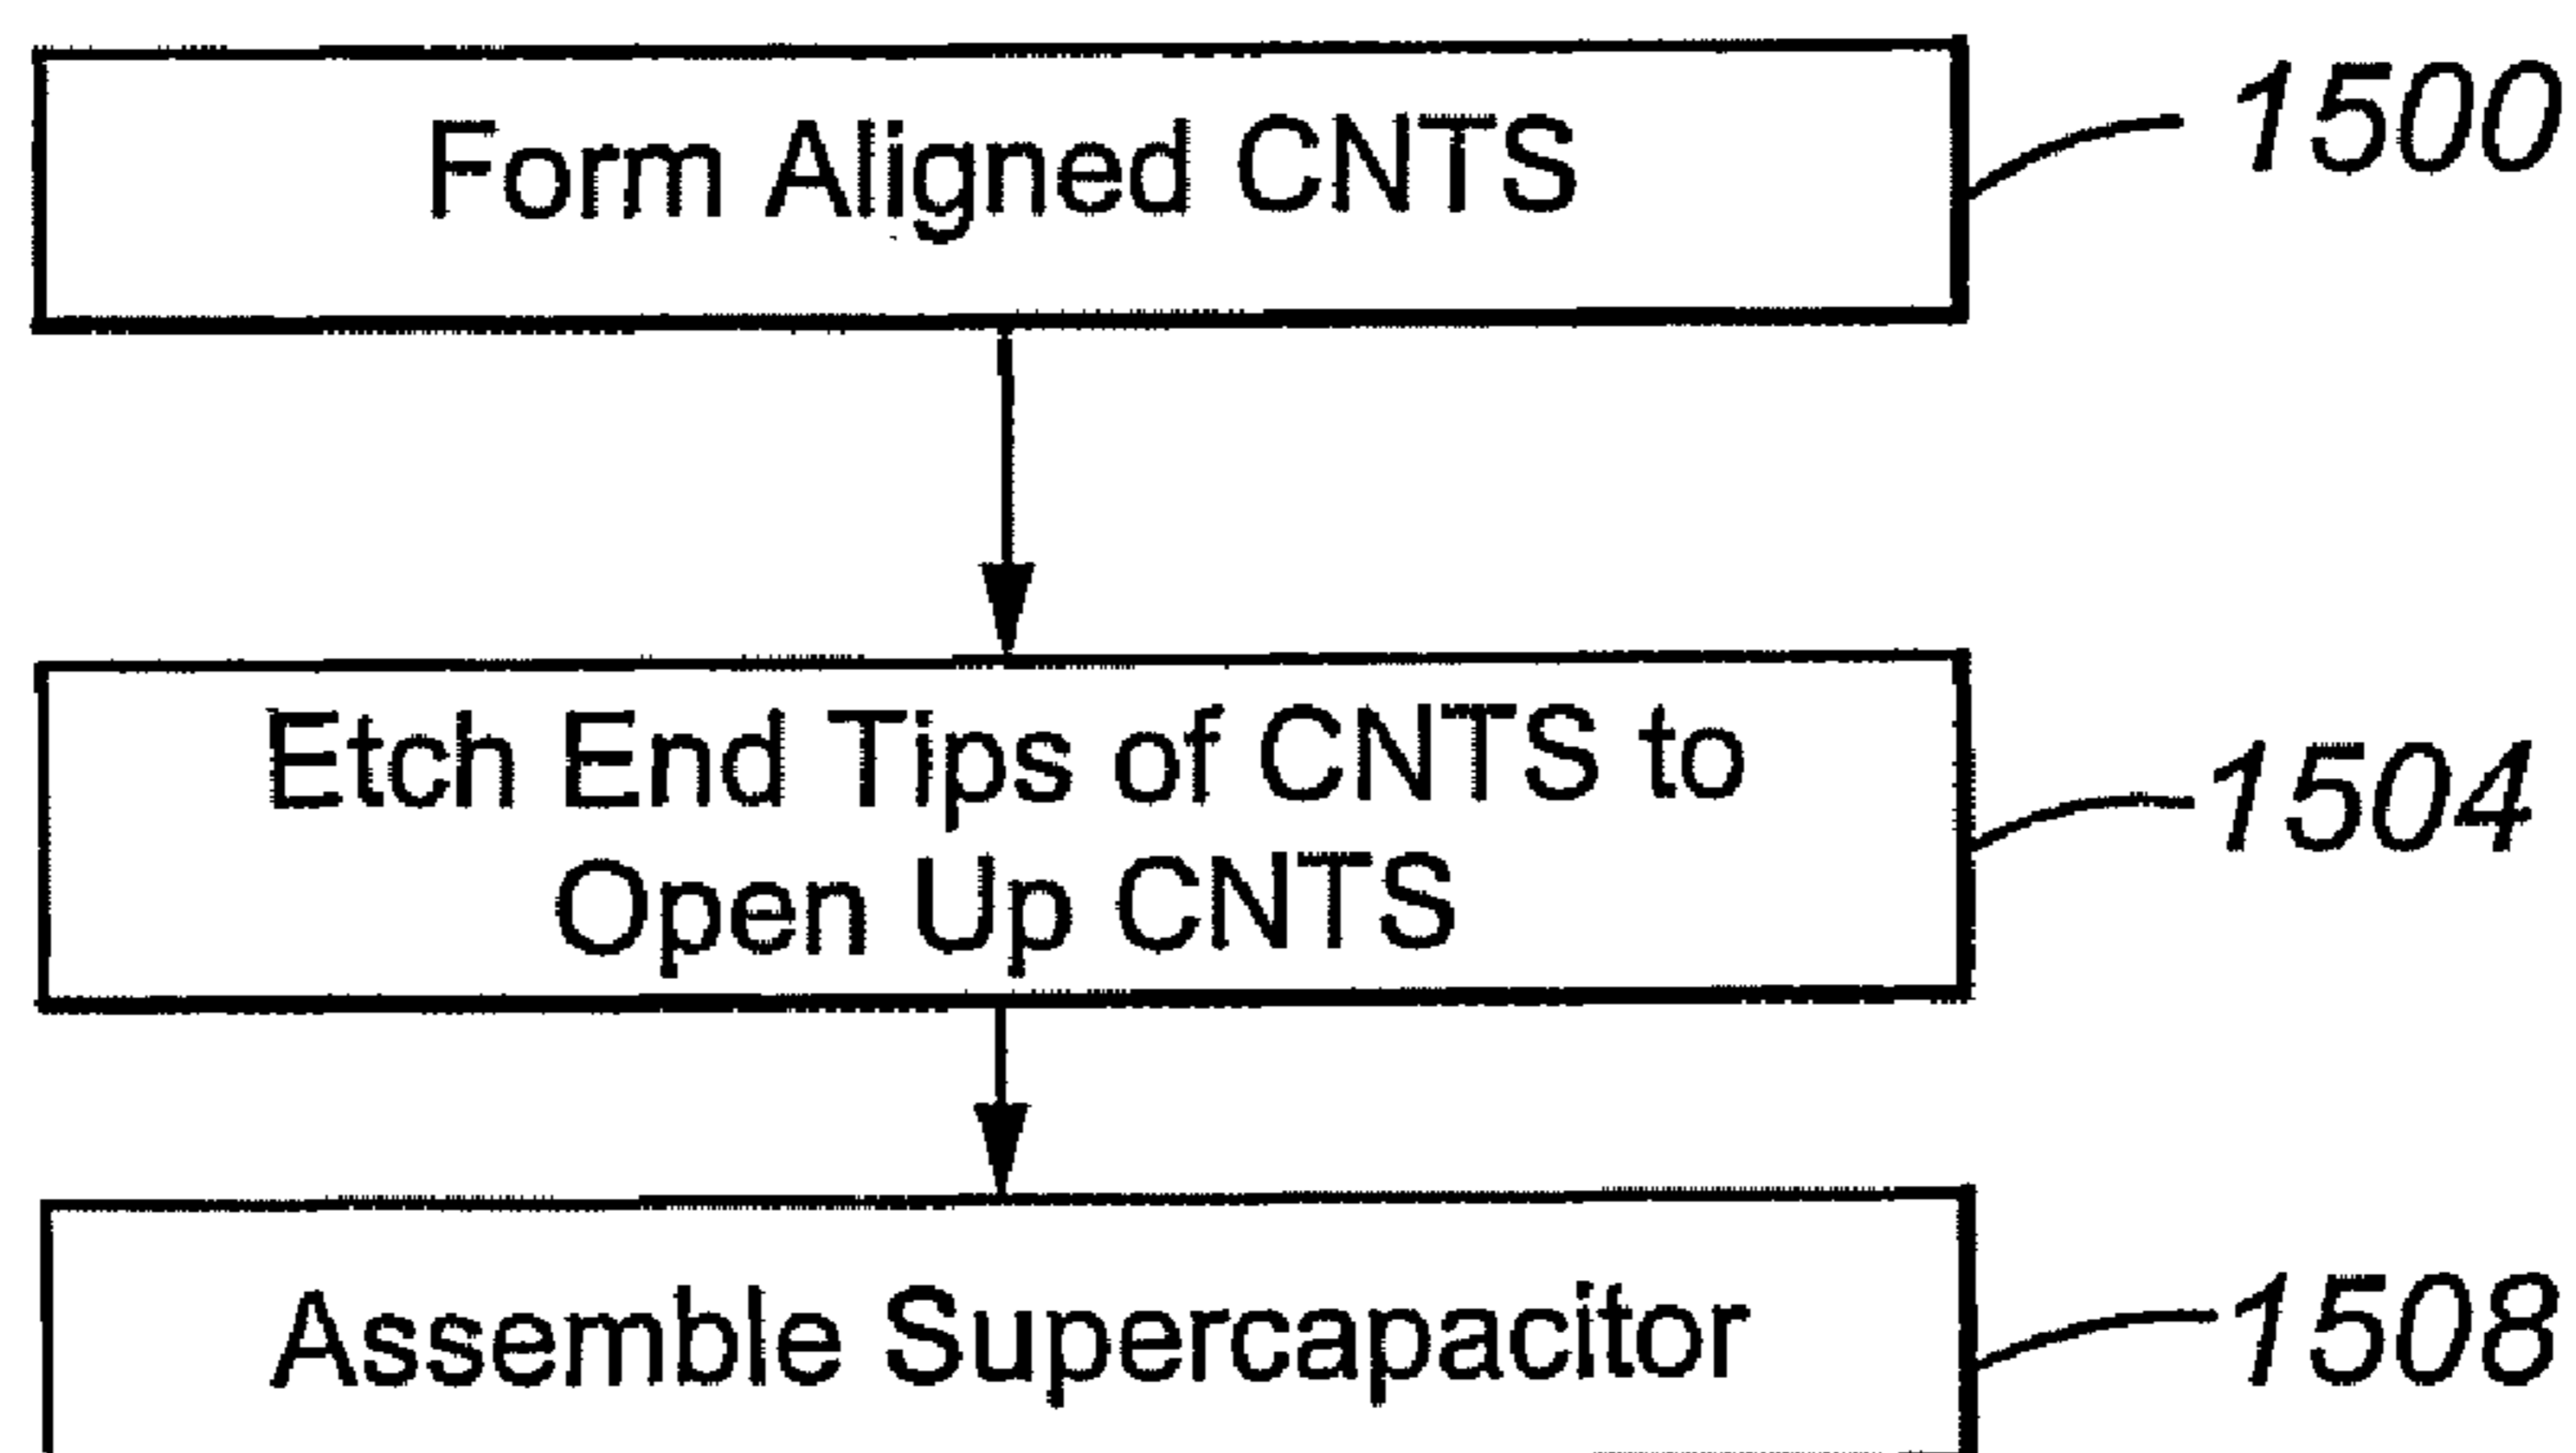 Form Aligned CNTS
1500
Etch End Tips of CNTS to
Open Up CNTS
1504
Assemble Supercapacitor
1508